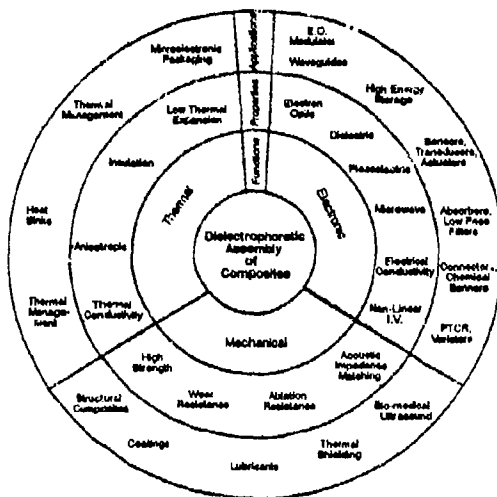 Applications
Properties
Functions
Dielectrophoretic
Assembly
of
Composites
Thermal
Electronic
Mechanical
Low Thermal
Expansion
Insulation
Anisotropic
Thermal
Conductivity
Electron
Optic
Dielectric
Piezoelectric
Microwave
Electrical
Conductivity
Non-Linear
I.V.
High
Strength
Wear
Resistance
Ablation
Resistance
Acoustic
Impedance
Matching
Microelectronic
Packaging
Thermal
Management
Heat
Sinks
Thermal
Manage-
ment
E.O.
Modulator
Waveguides
High Energy
Storage
Sensors,
Transducers,
Actuators
Absorbers,
Low Pass
Filters
Connectors,
Chemical
Sensors
PTCR,
Varistors
Structural
Composites
Coatings
Lubricants
Thermal
Shielding
Bio-medical
Ultrasound